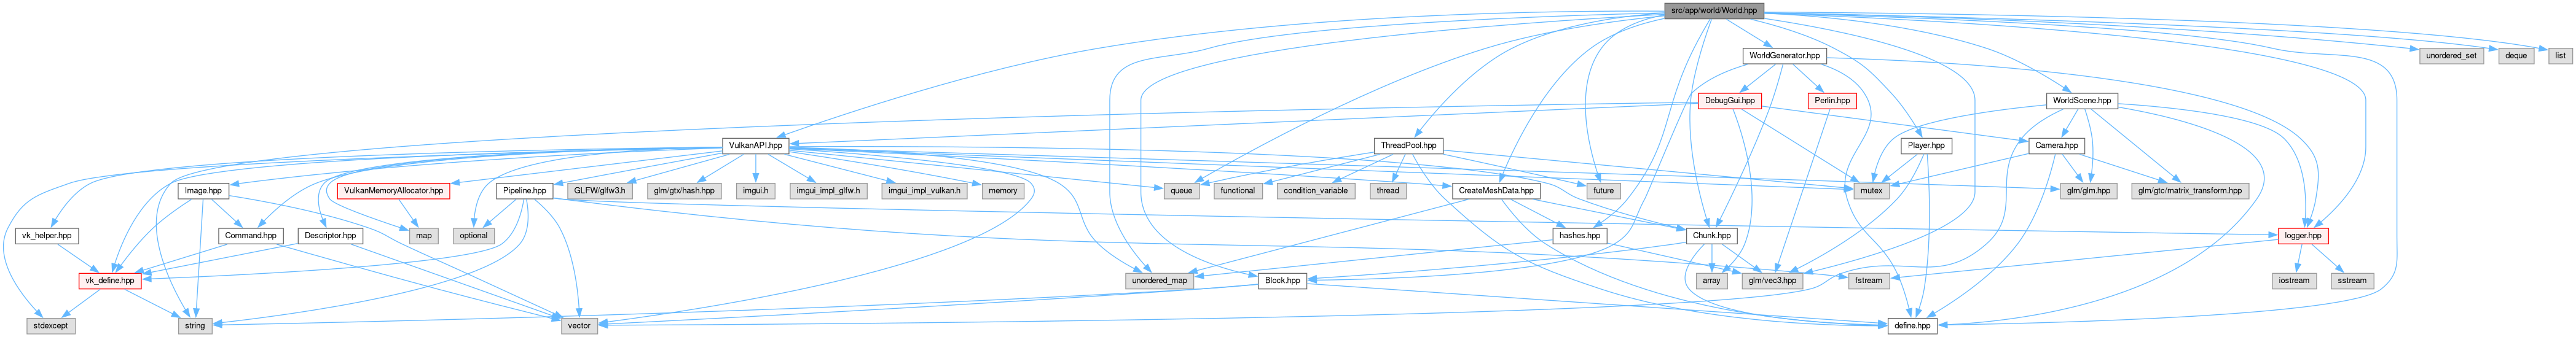 src/app/world/World.hpp
WorldGenerator.hpp
unordered_set
deque
list
DebugGui.hpp
Perlin.hpp
WorldScene.hpp
VulkanAPI.hpp
ThreadPool.hpp
Player.hpp
Camera.hpp
Image.hpp
VulkanMemoryAllocator.hpp
Pipeline.hpp
GLFW/glfw3.h
glm/gtx/hash.hpp
imgui.h
imgui_impl_glfw.h
imgui_impl_vulkan.h
memory
queue
functional
condition_variable
thread
CreateMeshData.hpp
future
mutex
glm/glm.hpp
glm/gtc/matrix_transform.hpp
vk_helper.hpp
Command.hpp
Descriptor.hpp
map
optional
hashes.hpp
Chunk.hpp
logger.hpp
vk_define.hpp
unordered_map
Block.hpp
array
glm/vec3.hpp
fstream
iostream
sstream
stdexcept
string
vector
define.hpp